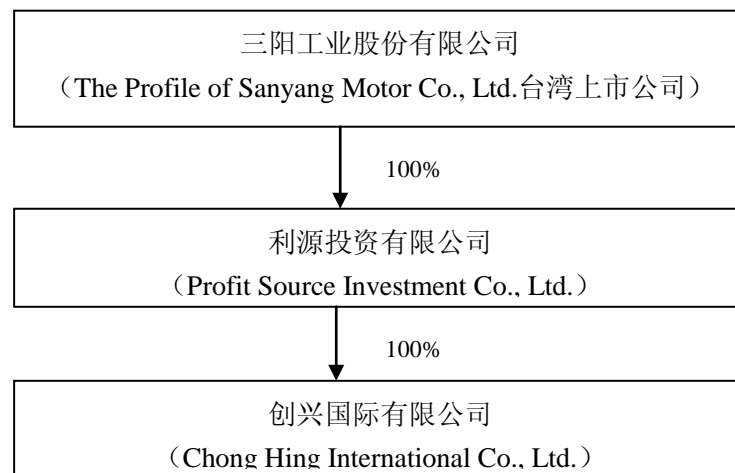 三阳工业股份有限公司
（The Profile of Sanyang Motor Co., Ltd.台湾上市公司）
100%
利源投资有限公司
（Profit Source Investment Co., Ltd.）
100%
创兴国际有限公司
（Chong Hing International Co., Ltd.）